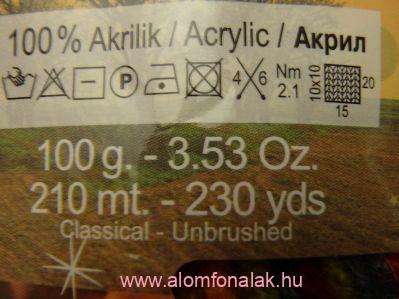 100% Akrilik / Acrylic / Акрил
P 4 6 Nm 2.1 10x10 20 15
100 g. - 3.53 Oz.
210 mt. - 230 yds
Classical - Unbrushed
www.alomfonalak.hu